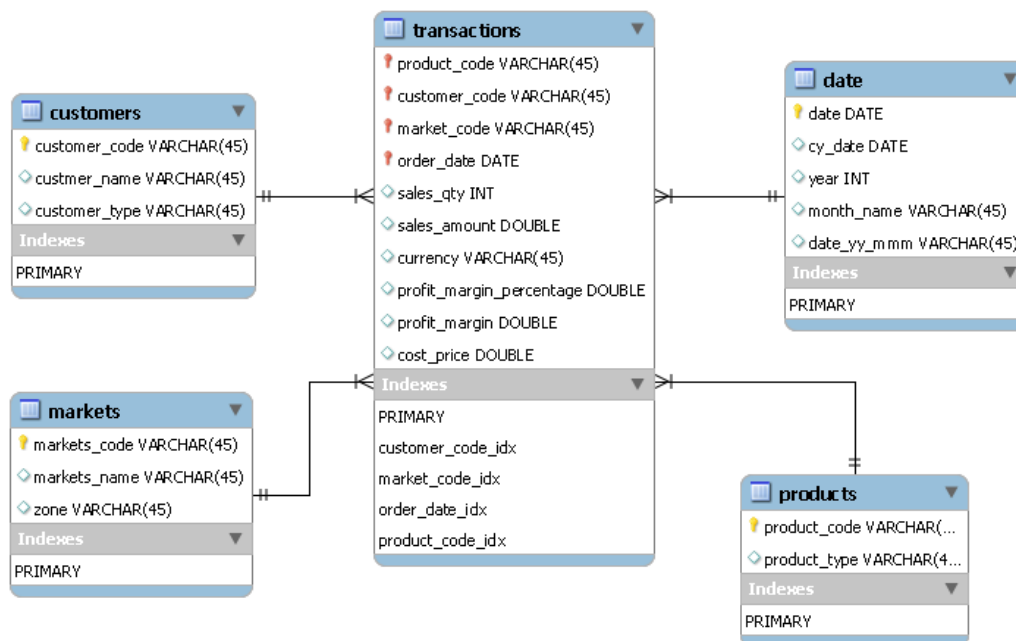 customers
customer_code VARCHAR(45)
custmer_name VARCHAR(45)
customer_type VARCHAR(45)
Indexes
PRIMARY
markets
markets_code VARCHAR(45)
markets_name VARCHAR(45)
zone VARCHAR(45)
Indexes
PRIMARY
transactions
product_code VARCHAR(45)
customer_code VARCHAR(45)
market_code VARCHAR(45)
order_date DATE
sales_qty INT
sales_amount DOUBLE
currency VARCHAR(45)
profit_margin_percentage DOUBLE
profit_margin DOUBLE
cost_price DOUBLE
Indexes
PRIMARY
customer_code_idx
market_code_idx
order_date_idx
product_code_idx
date
date DATE
cy_date DATE
year INT
month_name VARCHAR(45)
date_yy_mmm VARCHAR(45)
Indexes
PRIMARY
products
product_code VARCHAR(...
product_type VARCHAR(4...
Indexes
PRIMARY